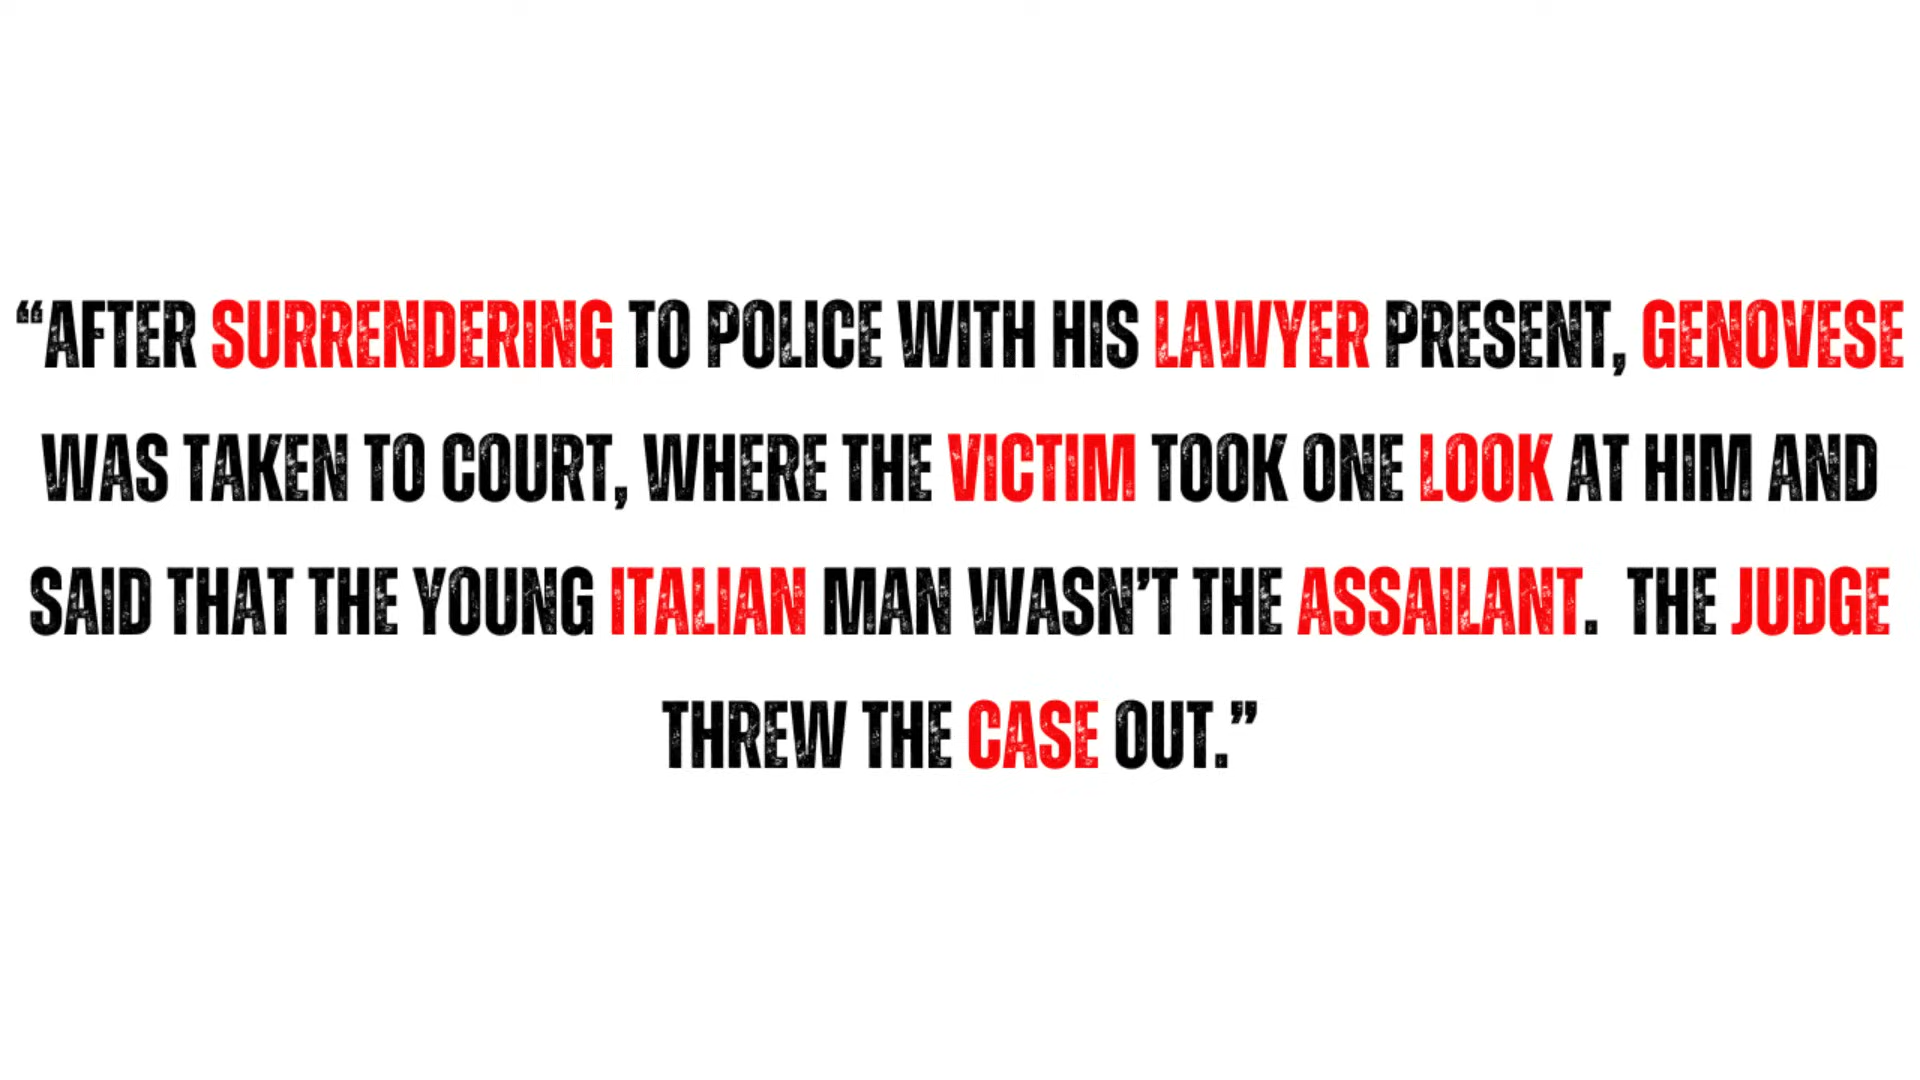 “AFTER SURRENDERING TO POLICE WITH HIS LAWYER PRESENT, GENOVESE
WAS TAKEN TO COURT, WHERE THE VICTIM TOOK ONE LOOK AT HIM AND
SAID THAT THE YOUNG ITALIAN MAN WASN’T THE ASSAILANT.  THE JUDGE
THREW THE CASE OUT.”